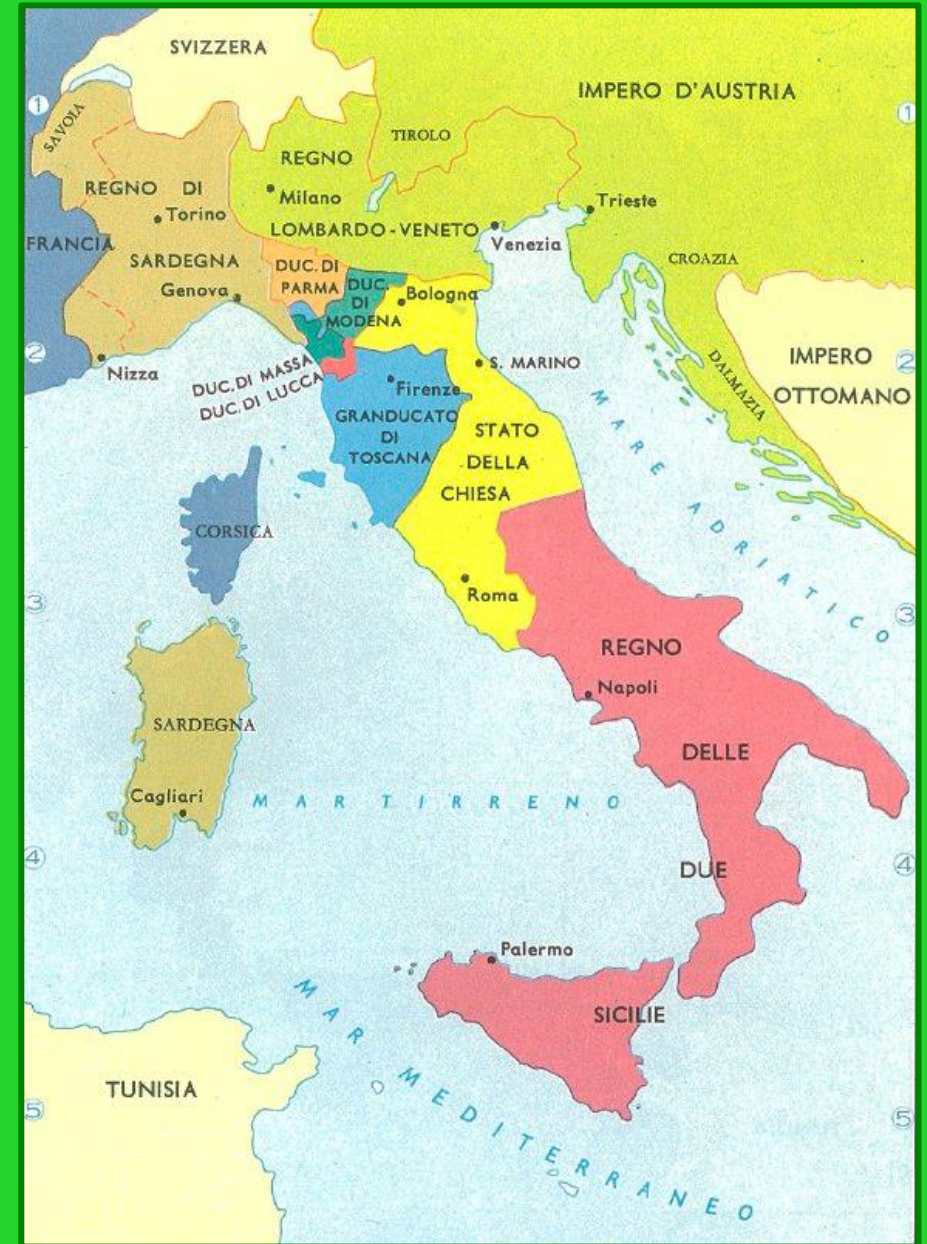 SVIZZERA
IMPERO D'AUSTRIA
1
1
SAVOIA
TIROLO
REGNO
Milano
REGNO DI
Torino
Trieste
LOMBARDO-VENETO
Venezia
FRANCIA
SARDEGNA
Genova
CROAZIA
DUC. DI
PARMA
DUC.
DI
MODENA
Bologna
2
2
Nizza
DUC. DI MASSA
DUC. DI LUCCA
S. MARINO
IMPERO
OTTOMANO
DALMAZIA
Firenze
GRANDUCATO
DI
TOSCANA
STATO
DELLA
CHIESA
MARE ADRIATICO
CORSICA
Roma
3
3
REGNO
Napoli
SARDEGNA
DELLE
Cagliari
MAR TIRRENO
4
4
DUE
Palermo
SICILIE
MAR MEDITERRANEO
TUNISIA
5
5